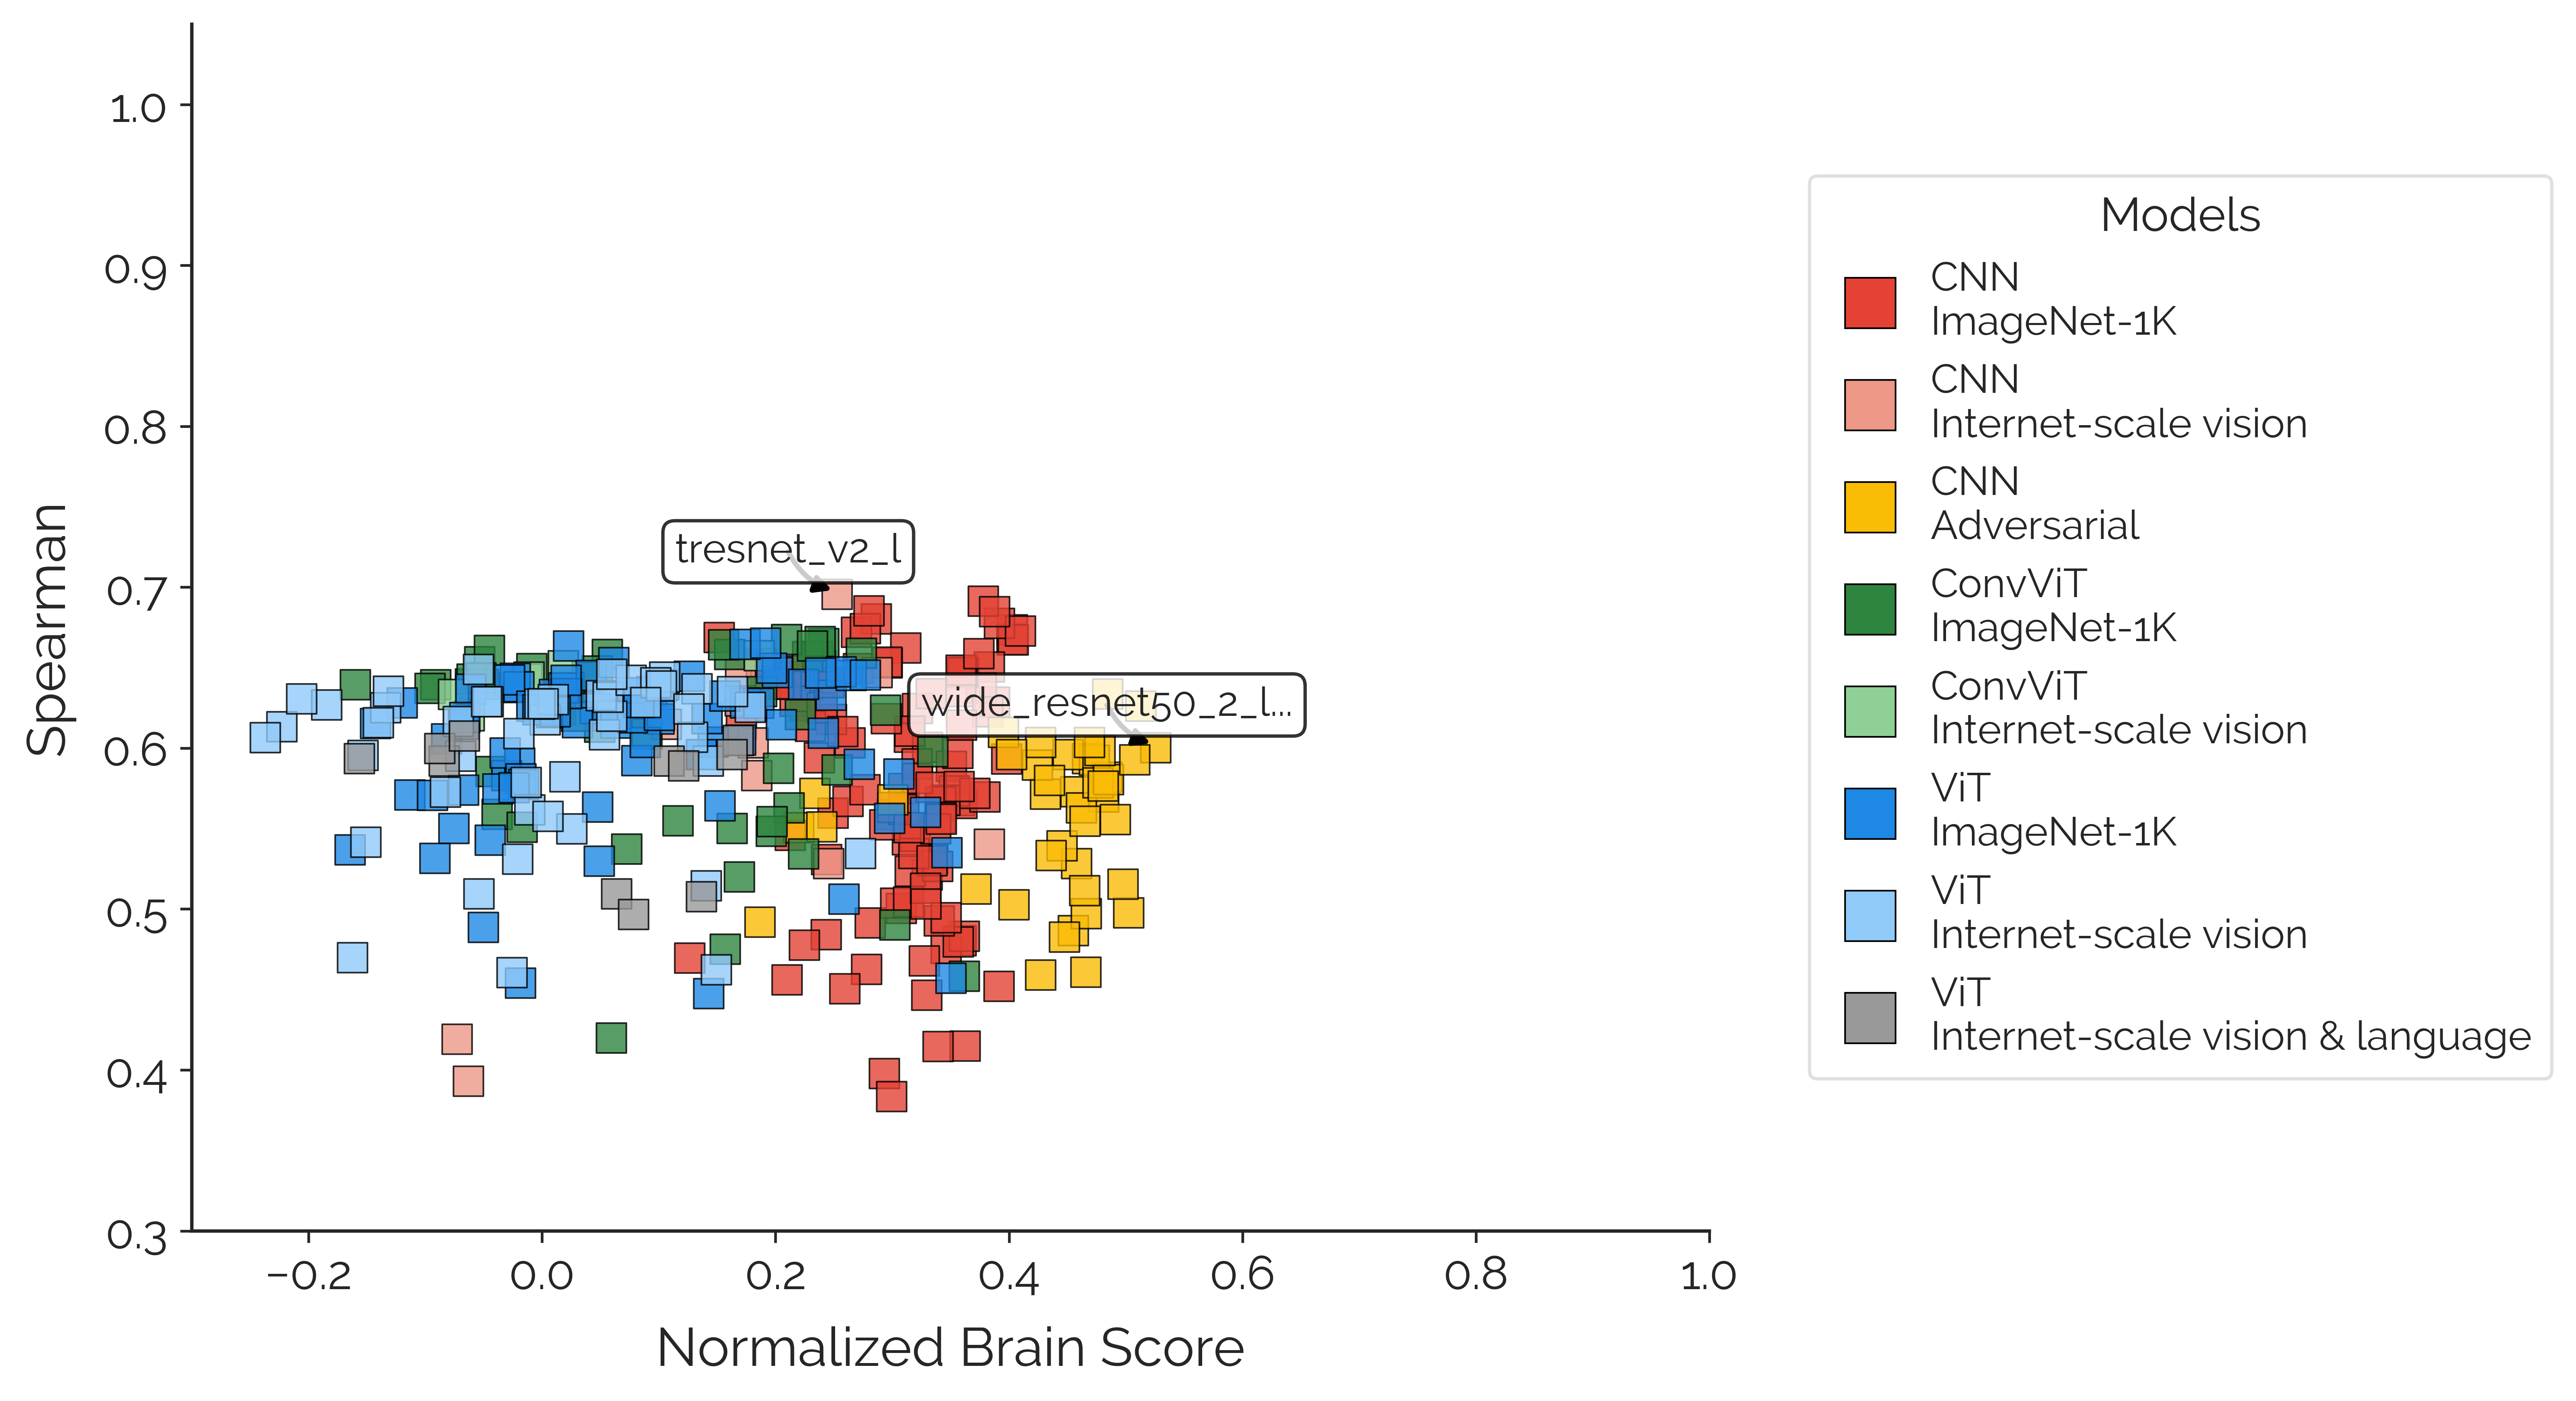 Spearman
1.0
0.9
0.8
0.7
0.6
0.5
0.4
0.3
tresnet_v2_l
wide_resnet50_2_l...
−0.2
0.0
0.2
0.4
0.6
0.8
1.0
Normalized Brain Score
Models
CNN
ImageNet-1K
CNN
Internet-scale vision
CNN
Adversarial
ConvViT
ImageNet-1K
ConvViT
Internet-scale vision
ViT
ImageNet-1K
ViT
Internet-scale vision
ViT
Internet-scale vision & language